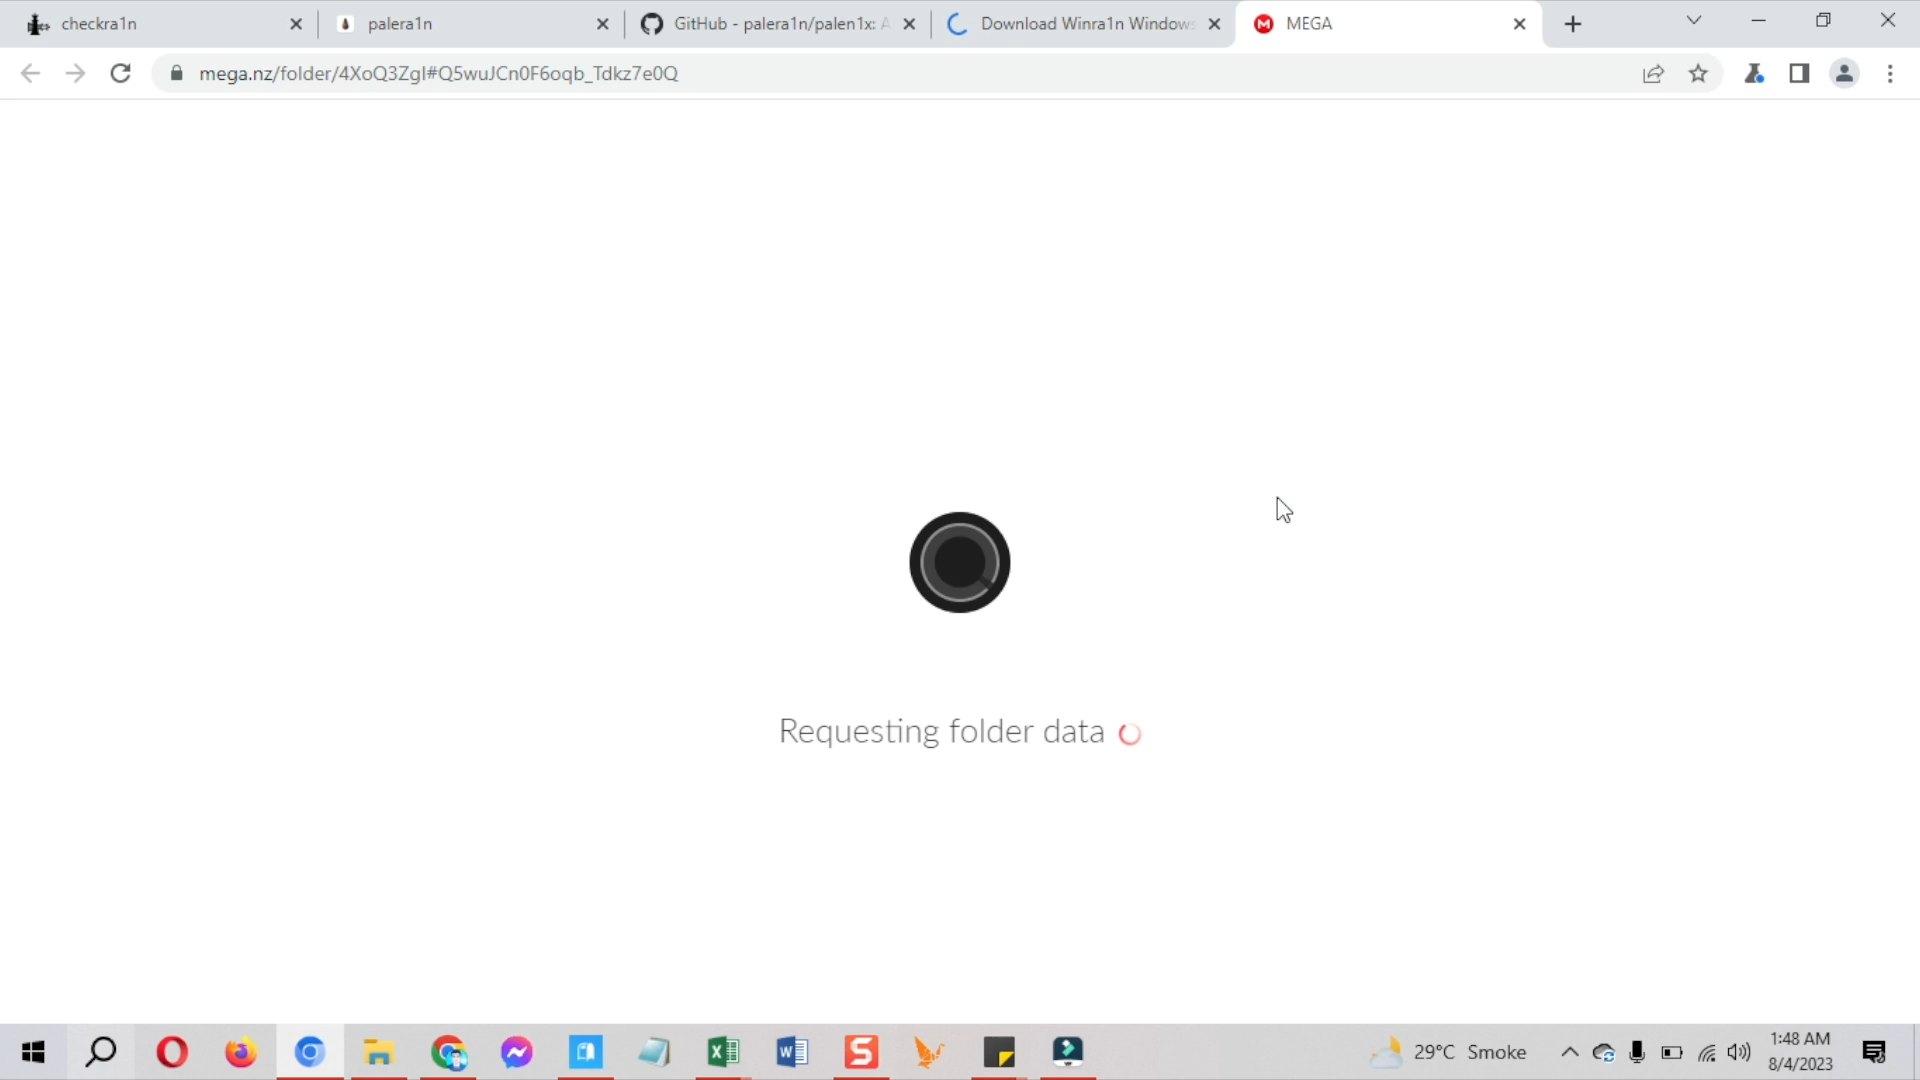 checkra1n
palera1n
GitHub - palera1n/palen1x: A
Download Winra1n Windows
MEGA
mega.nz/folder/4XoQ3ZgI#Q5wuJCn0F6oqb_Tdkz7e0Q
Requesting folder data
29°C Smoke
1:48 AM
8/4/2023